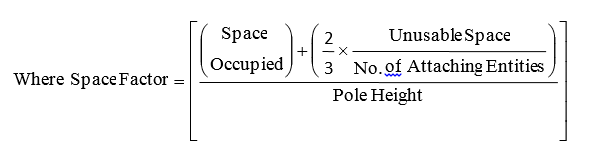 Where Space Factor = [ ( Space Occupied ) + ( 2/3 × Unusable Space / No. of Attaching Entities ) / Pole Height ]